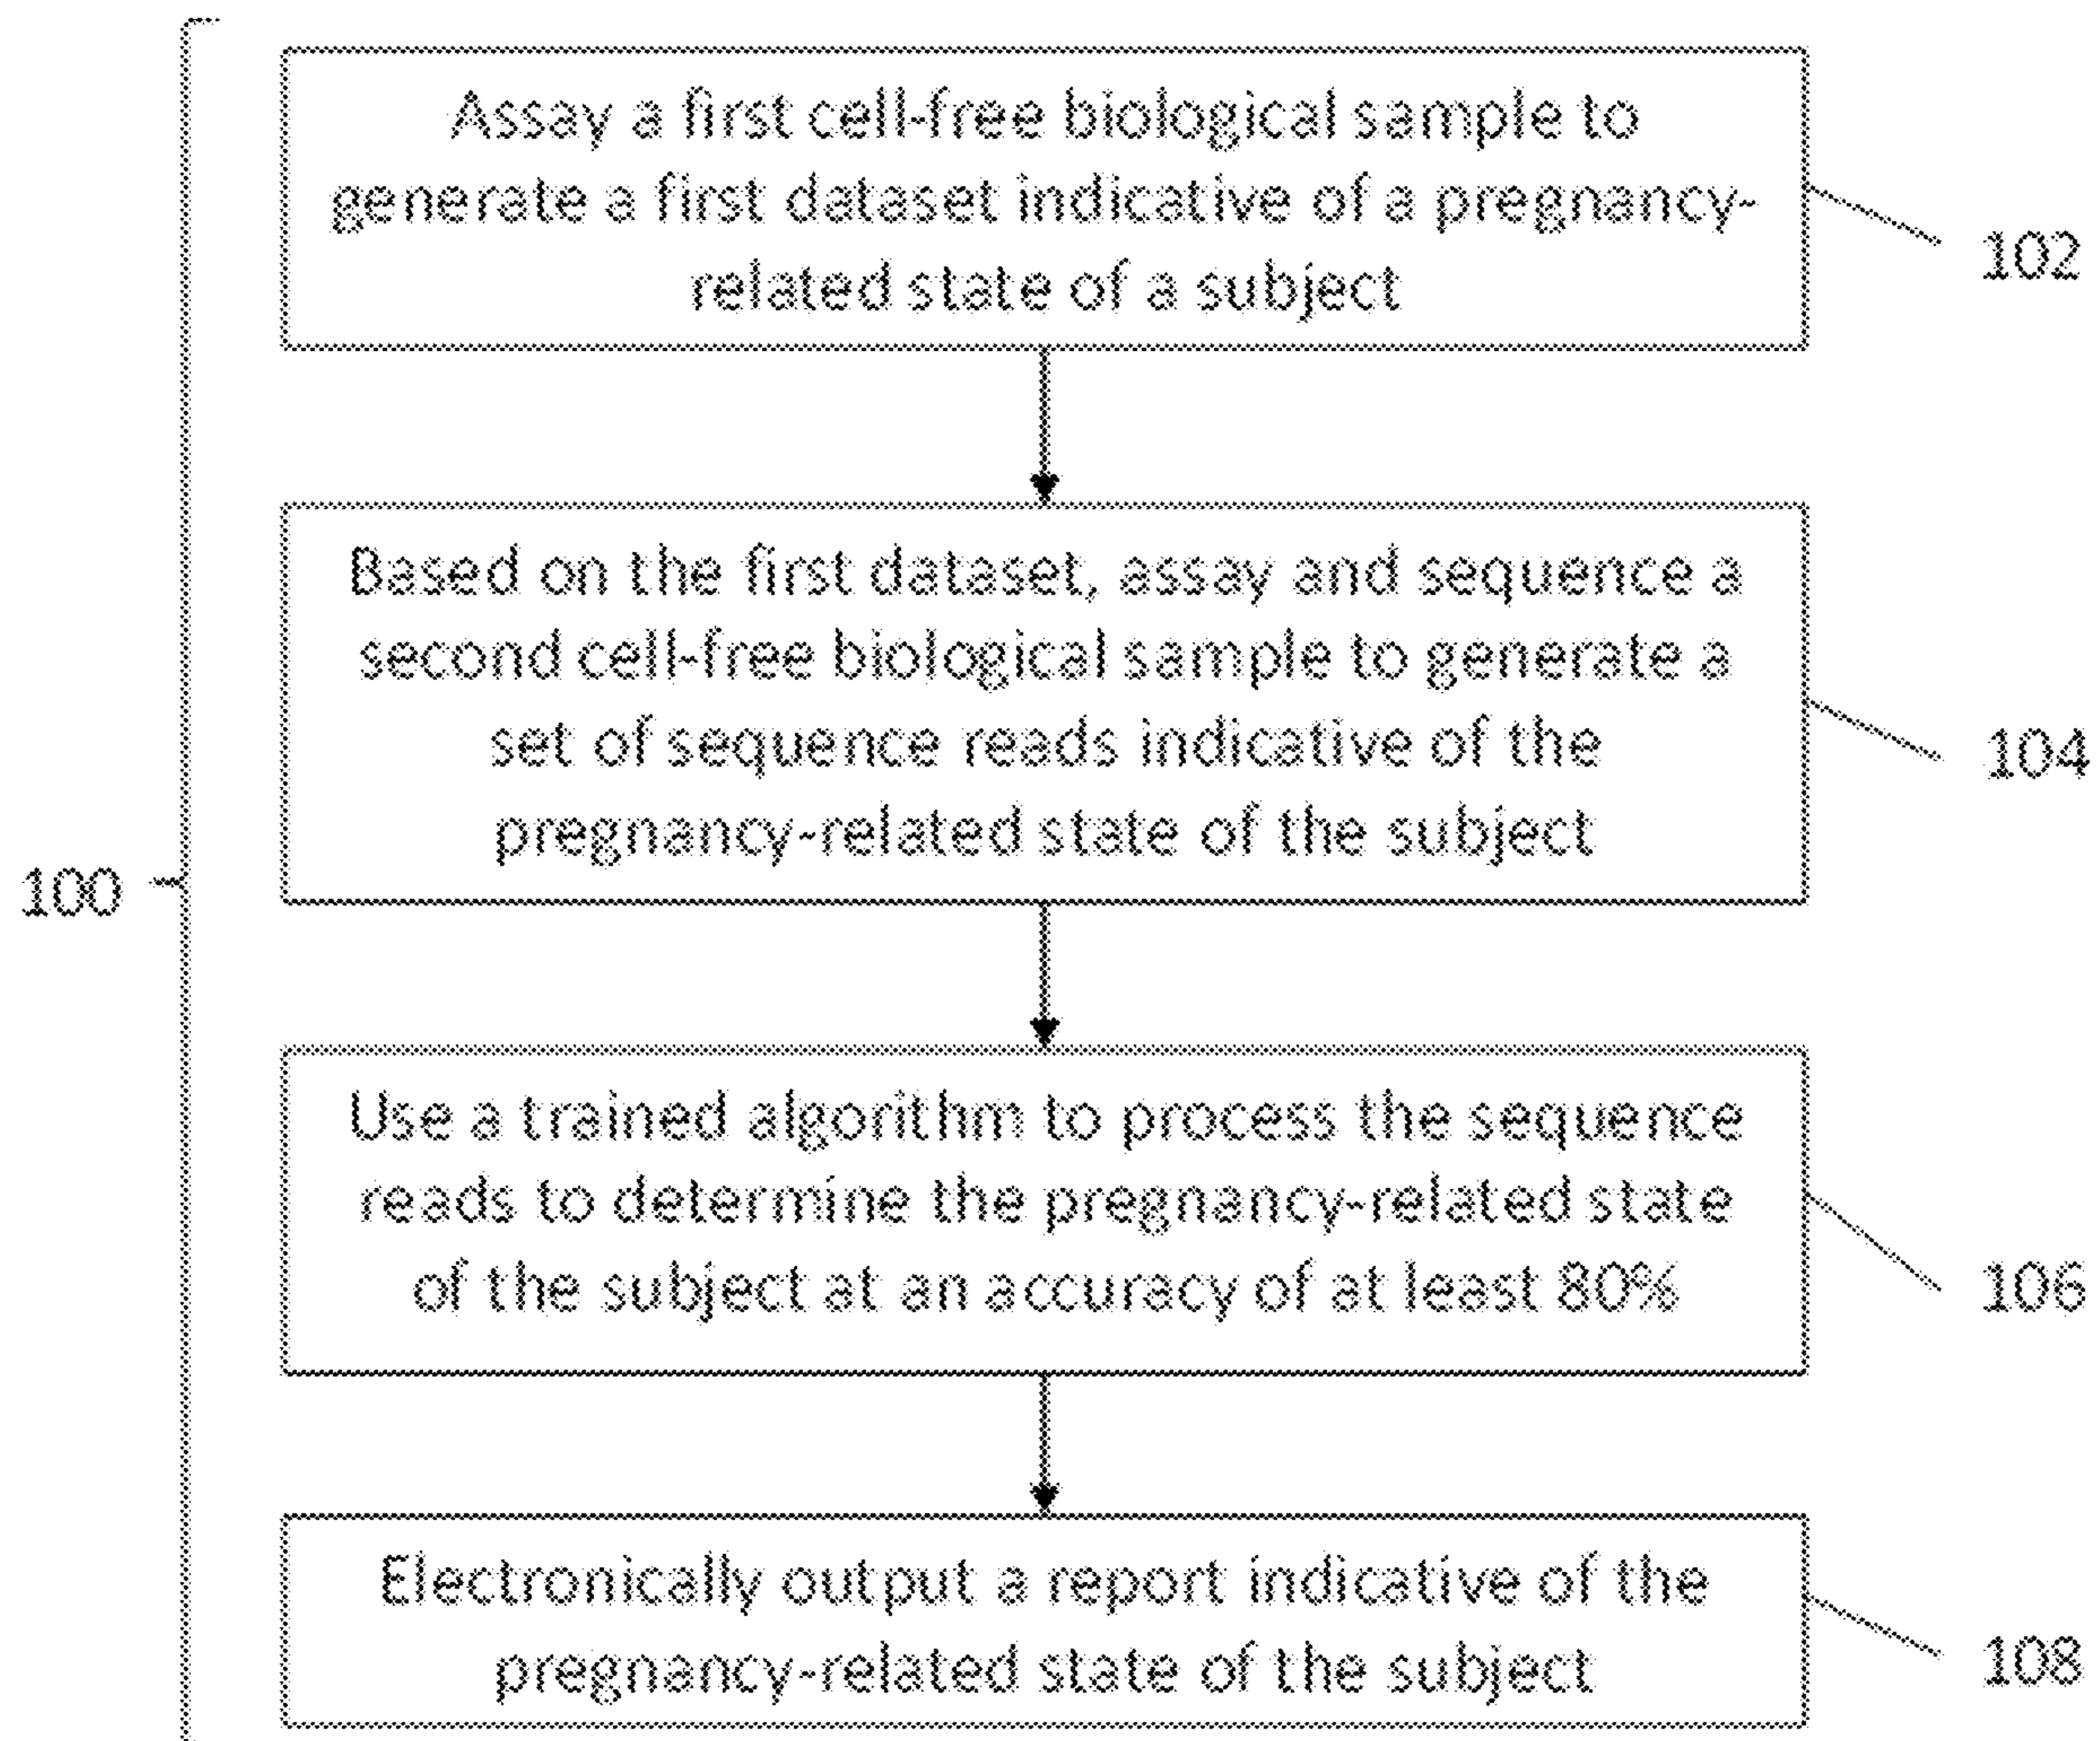 Assay a first cell-free biological sample to
generate a first dataset indicative of a pregnancy-
related state of a subject
102
Based on the first dataset, assay and sequence a
second cell-free biological sample to generate a
set of sequence reads indicative of the
pregnancy-related state of the subject
104
100
Use a trained algorithm to process the sequence
reads to determine the pregnancy-related state
of the subject at an accuracy of at least 80%
106
Electronically output a report indicative of the
pregnancy-related state of the subject
108